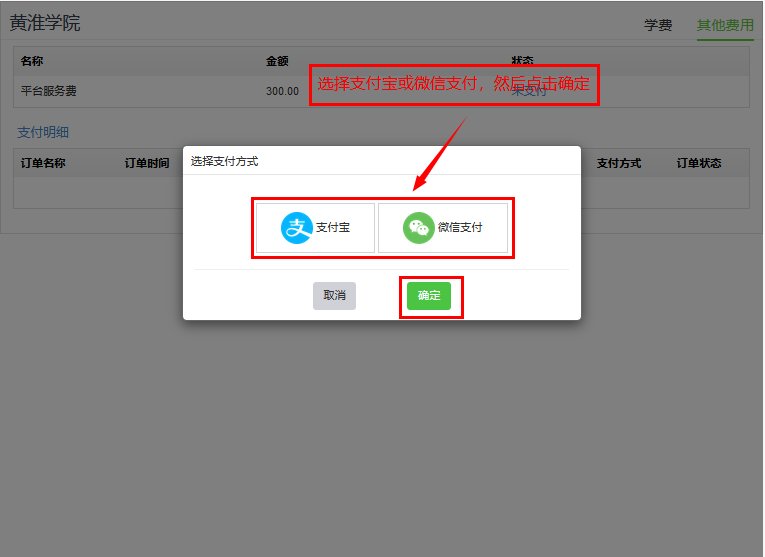 黄淮学院
学费 其他费用
名称 金额 状态
平台服务费 300.00 未支付
选择支付宝或微信支付，然后点击确定
支付明细
订单名称 订单时间 支付方式 订单状态
选择支付方式
支付宝 微信支付
取消 确定